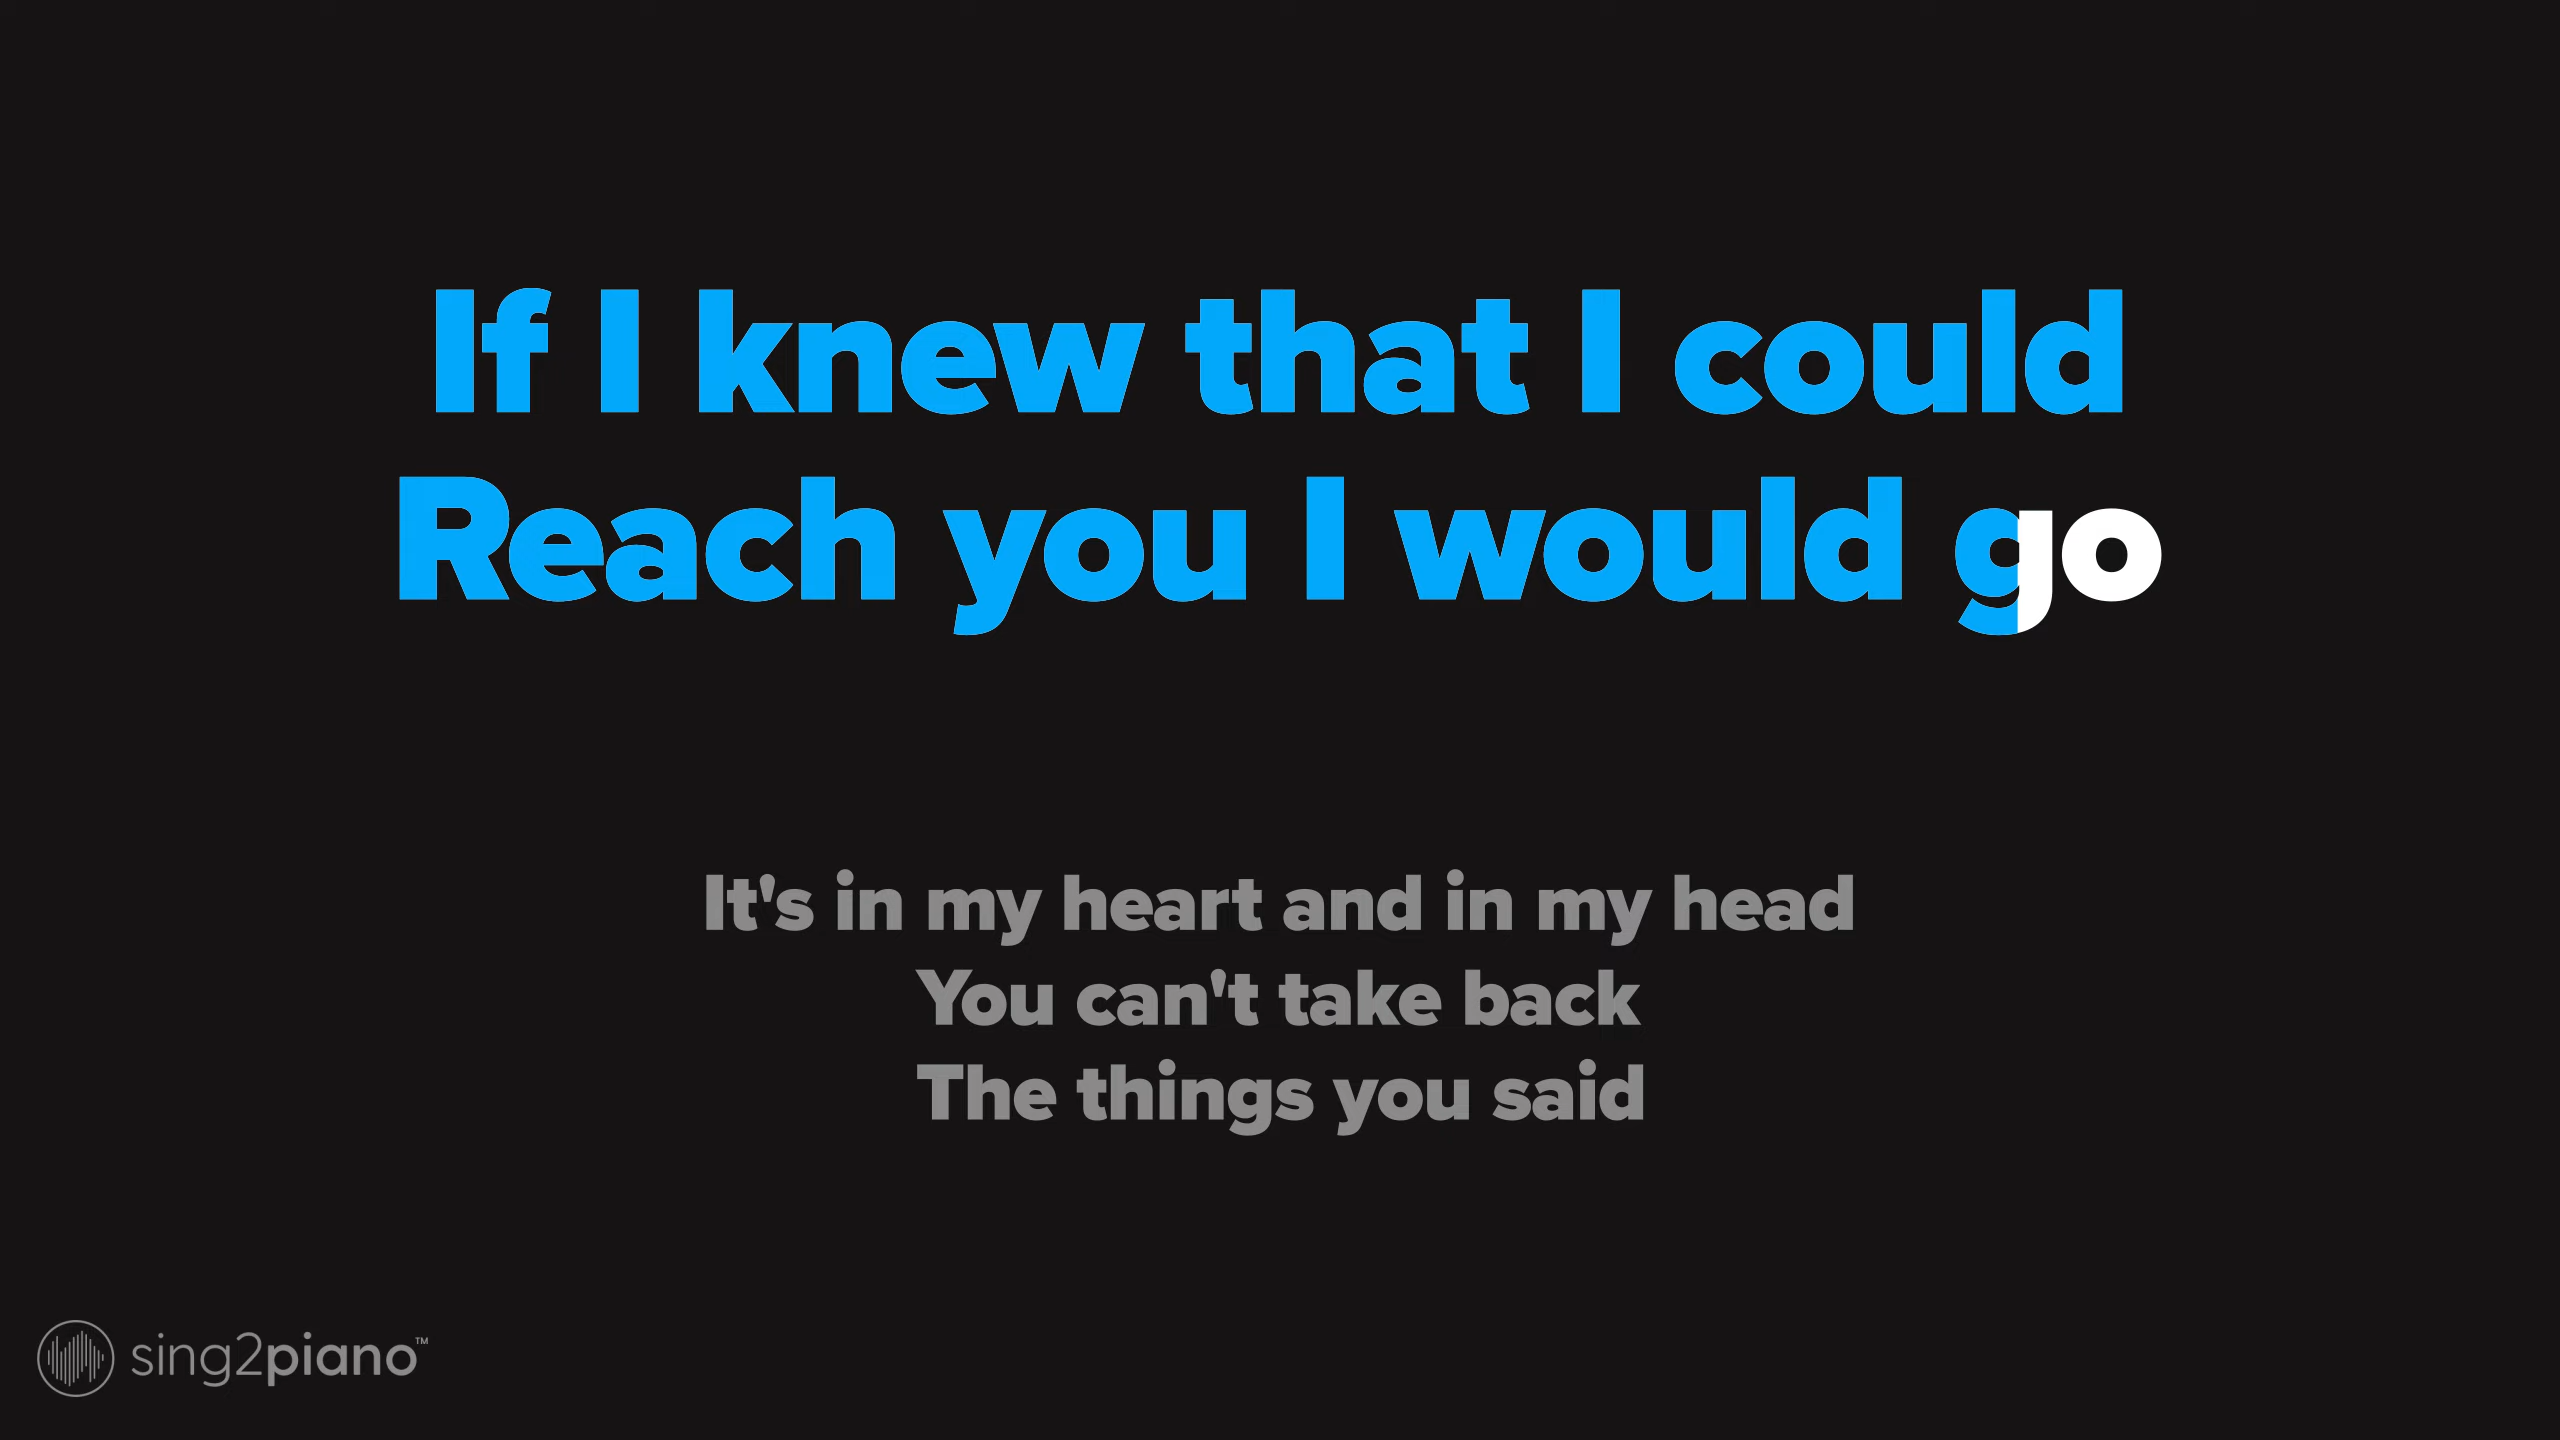 If I knew that I could
Reach you I would go
It's in my heart and in my head
You can't take back
The things you said
sing2piano™